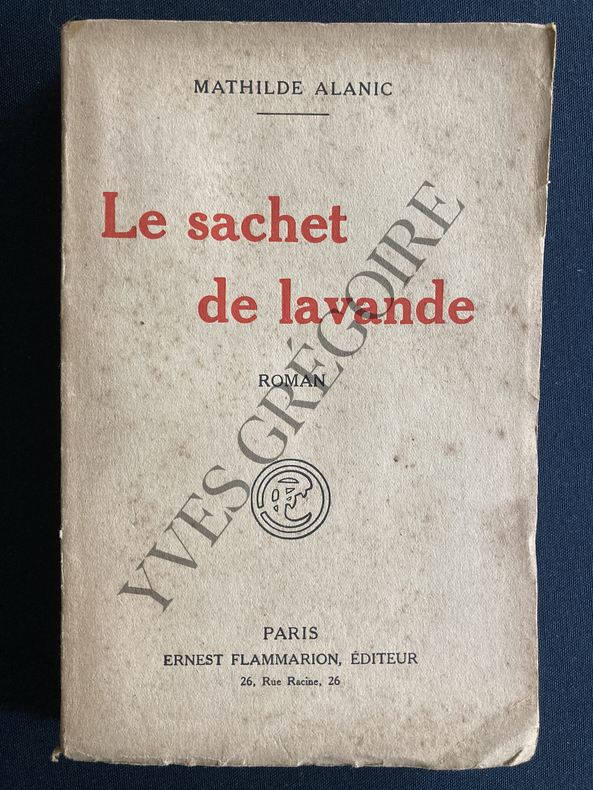 MATHILDE ALANIC
Le sachet
de lavande
ROMAN
YVES GRÉGOIRE
PARIS
ERNEST FLAMMARION, ÉDITEUR
26, Rue Racine, 26